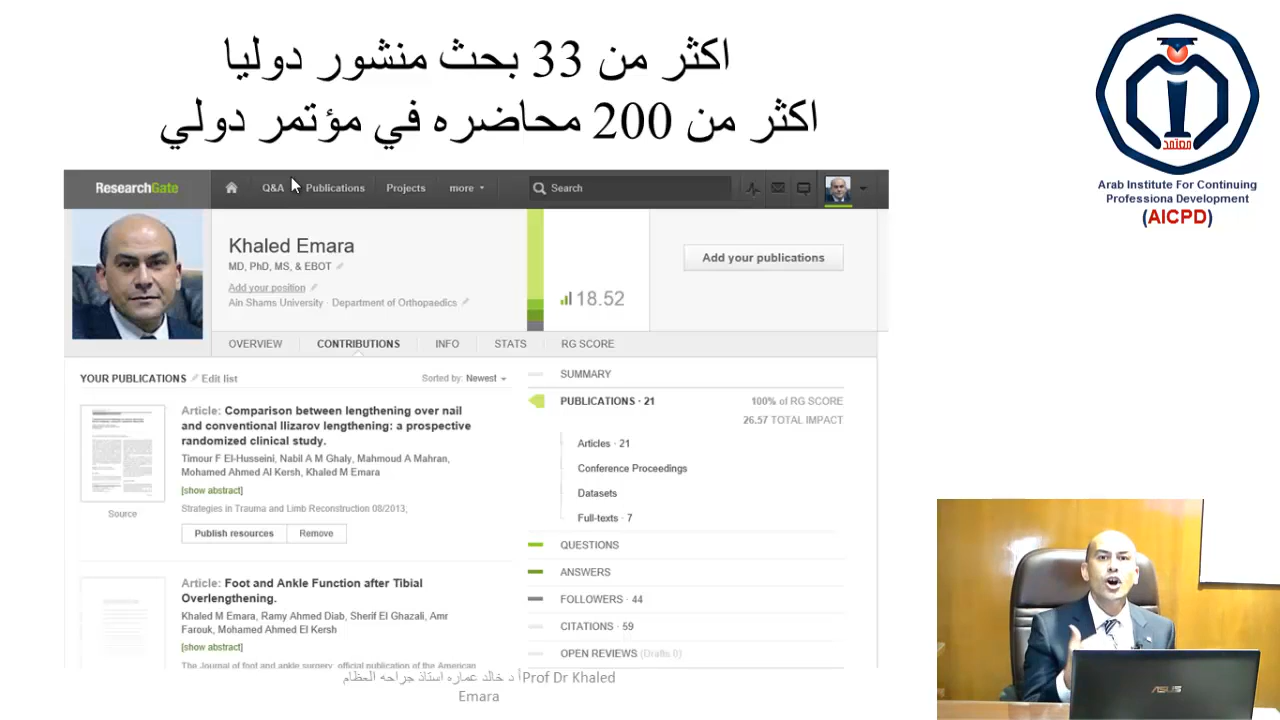 اكثر من 33 بحث منشور دوليا
اكثر من 200 محاضره في مؤتمر دولي
معتمد
Arab Institute For Continuing
Professiona Development
(AICPD)
ResearchGate
Q&A
Publications
Projects
more
Search
Khaled Emara
MD, PhD, MS, & EBOT
Add your position
Ain Shams University · Department of Orthopaedics
18.52
Add your publications
OVERVIEW
CONTRIBUTIONS
INFO
STATS
RG SCORE
YOUR PUBLICATIONS
Edit list
Sorted by: Newest
Article: Comparison between lengthening over nail
and conventional Ilizarov lengthening: a prospective
randomized clinical study.
Timour F El-Husseini, Nabil A M Ghaly, Mahmoud A Mahran,
Mohamed Ahmed Al Kersh, Khaled M Emara
[show abstract]
Strategies in Trauma and Limb Reconstruction 08/2013;
Source
Publish resources
Remove
Article: Foot and Ankle Function after Tibial
Overlengthening.
Khaled M Emara, Ramy Ahmed Diab, Sherif El Ghazali, Amr
Farouk, Mohamed Ahmed El Kersh
[show abstract]
The Journal of foot and ankle surgery: official publication of the American
SUMMARY
PUBLICATIONS · 21
100% of RG SCORE
26.57 TOTAL IMPACT
Articles · 21
Conference Proceedings
Datasets
Full-texts · 7
QUESTIONS
ANSWERS
FOLLOWERS · 44
CITATIONS · 59
OPEN REVIEWS (Drafts 0)
أ د خالد عماره استاذ جراحه العظام Prof Dr Khaled
Emara
ASUS